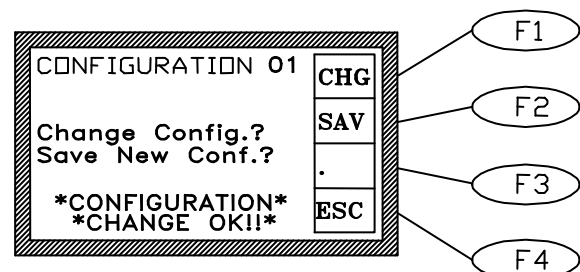 CONFIGURATION 01
CHG
F1
SAV
F2
Change Config.?
Save New Conf.?
.
F3
*CONFIGURATION*
*CHANGE OK!!*
ESC
F4